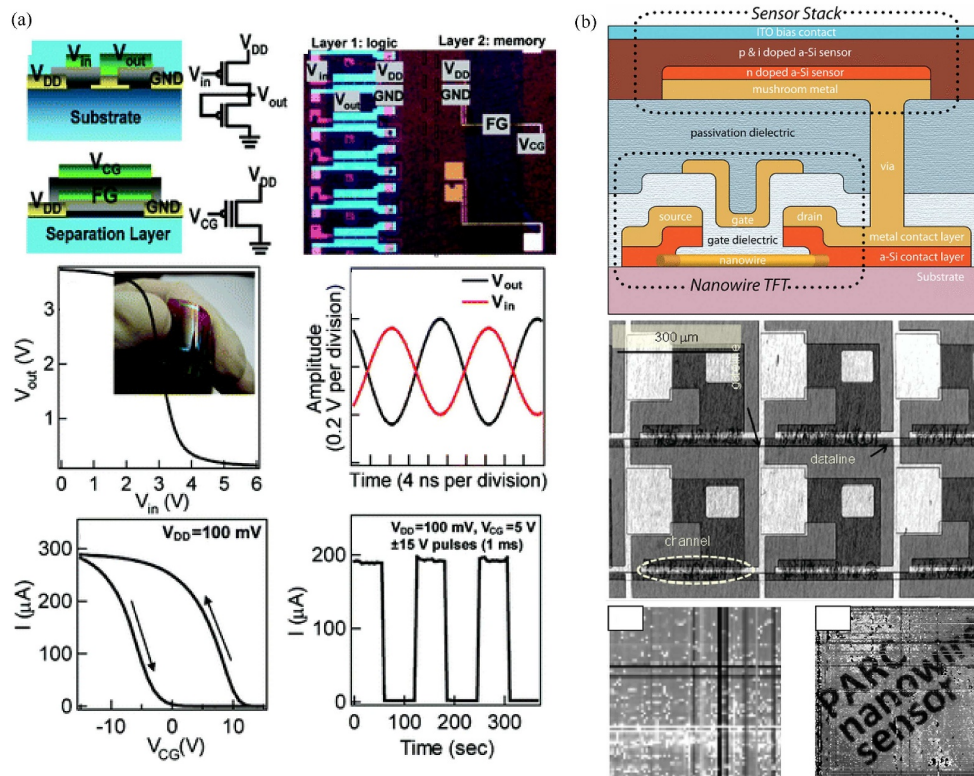 (a)
V_in
V_out
V_DD
GND
Substrate
V_DD
V_in
V_out
V_CG
FG
V_DD
GND
Separation Layer
V_DD
V_CG
Layer 1: logic
Layer 2: memory
V_in
V_DD
V_DD
V_out
GND
GND
FG
V_CG
V_out (V)
3
2
1
0 1 2 3 4 5 6
V_in (V)
Amplitude
(0.2 V per division)
V_out
V_in
Time (4 ns per division)
I (μA)
300
200
100
0
V_DD=100 mV
-10 0 10
V_CG(V)
I (μA)
300
200
100
0
V_DD=100 mV, V_CG=5 V
±15 V pulses (1 ms)
0 100 200 300
Time (sec)
(b)
Sensor Stack
ITO bias contact
p & i doped a-Si sensor
n doped a-Si sensor
mushroom metal
passivation dielectric
via
source
drain
gate
gate dielectric
metal contact layer
nanowire
a-Si contact layer
Substrate
Nanowire TFT
300 μm
dataline
channel
PARC
nanowire
sensor